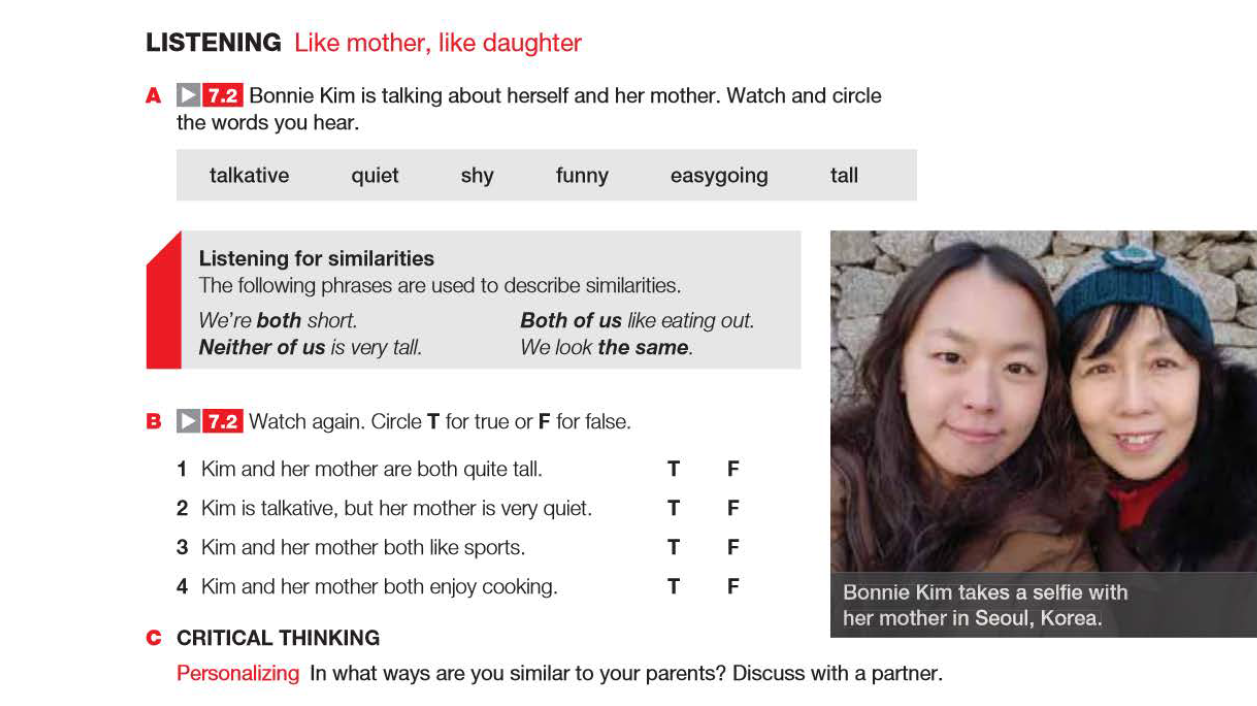 LISTENING Like mother, like daughter
A 7.2 Bonnie Kim is talking about herself and her mother. Watch and circle
the words you hear.
talkative quiet shy funny easygoing tall
Listening for similarities
The following phrases are used to describe similarities.
We're both short. Both of us like eating out.
Neither of us is very tall. We look the same.
B 7.2 Watch again. Circle T for true or F for false.
1 Kim and her mother are both quite tall. T F
2 Kim is talkative, but her mother is very quiet. T F
3 Kim and her mother both like sports. T F
4 Kim and her mother both enjoy cooking. T F
Bonnie Kim takes a selfie with
her mother in Seoul, Korea.
C CRITICAL THINKING
Personalizing In what ways are you similar to your parents? Discuss with a partner.